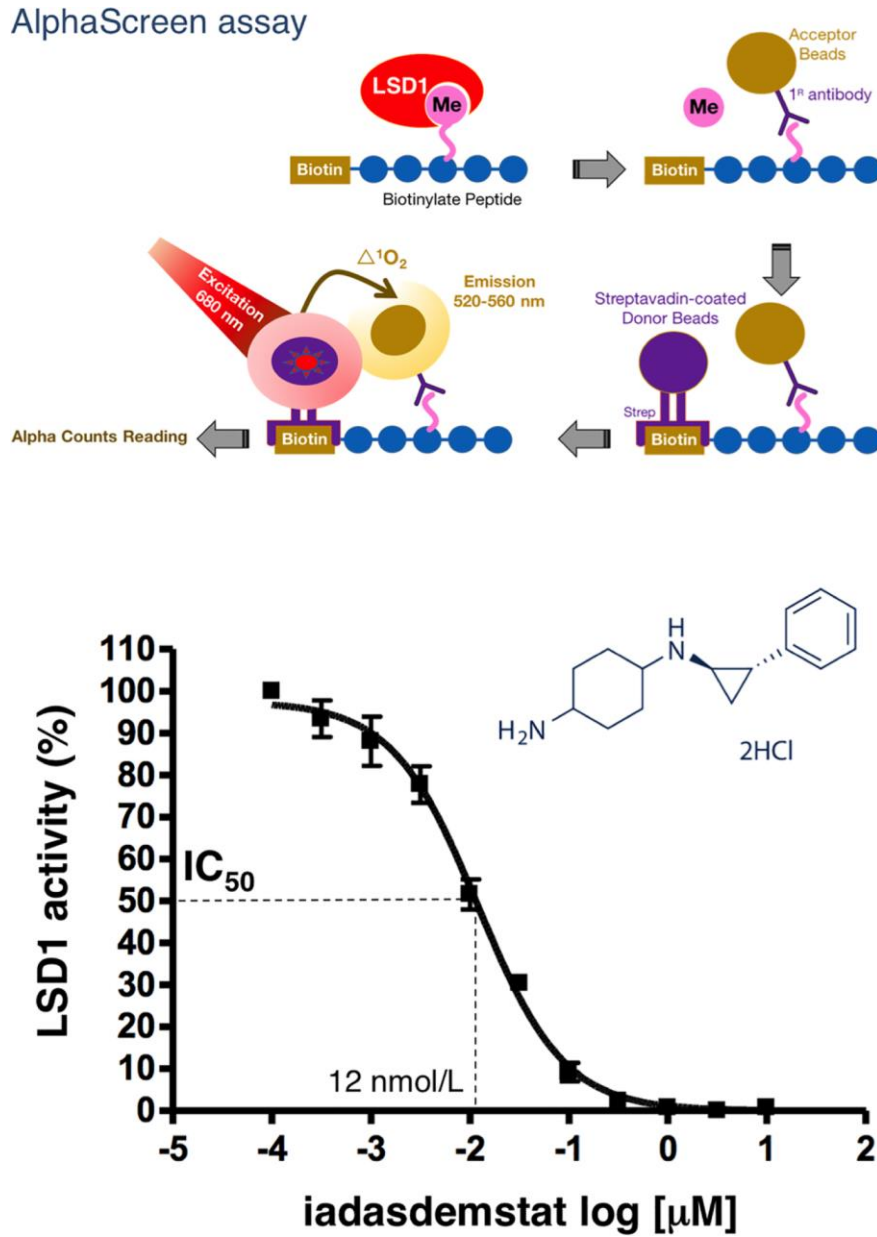 AlphaScreen assay
LSD1
Me
Biotin
Biotinylate Peptide
Me
Acceptor
Beads
1ᴿ antibody
Biotin
Streptavadin-coated
Donor Beads
Strep
Biotin
Excitation
680 nm
△¹O₂
Emission
520-560 nm
Biotin
Alpha Counts Reading
LSD1 activity (%)
110
100
90
80
70
60
50
40
30
20
10
0
IC₅₀
12 nmol/L
H
N
H₂N
2HCl
-5 -4 -3 -2 -1 0 1 2
iadasdemstat log [μM]